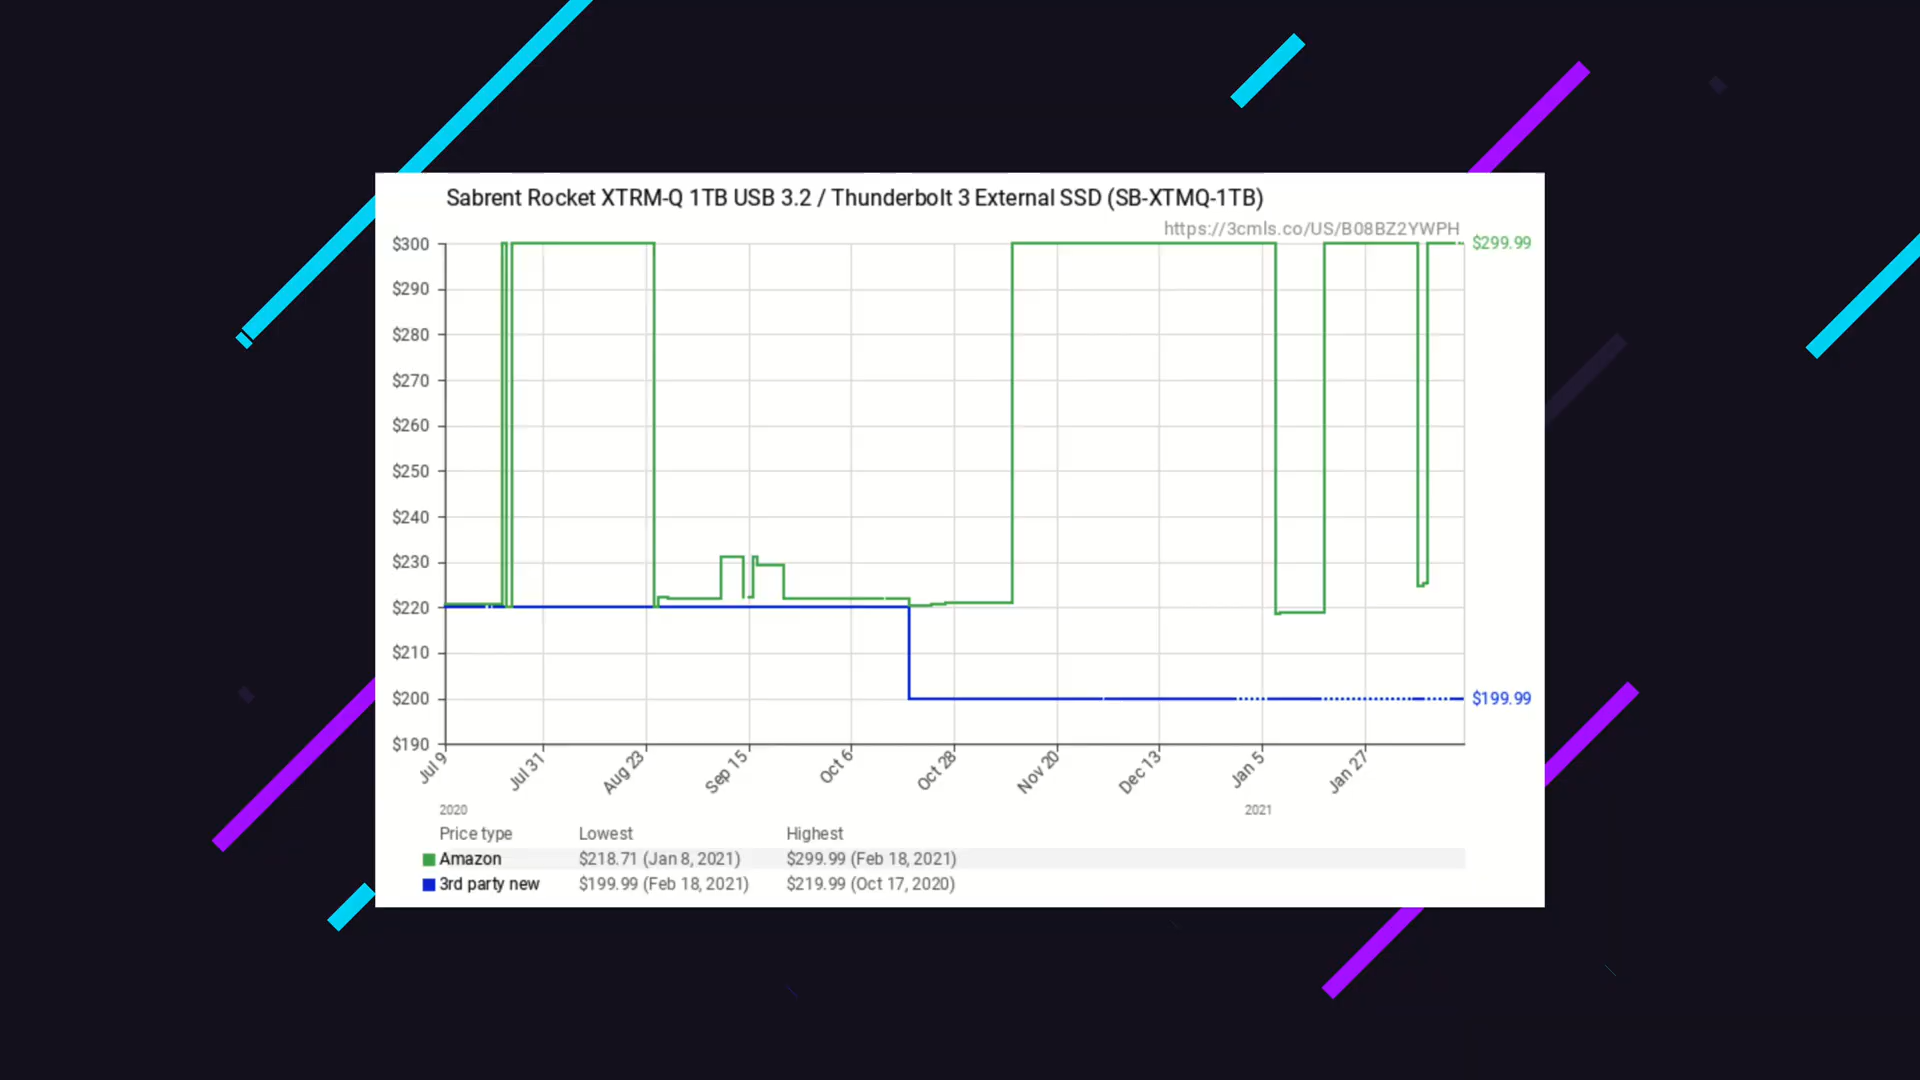 Sabrent Rocket XTRM-Q 1TB USB 3.2 / Thunderbolt 3 External SSD (SB-XTMQ-1TB)
https://3cmls.co/US/B08BZ2YWPH
$300
$299.99
$290
$280
$270
$260
$250
$240
$230
$220
$210
$200
$199.99
$190
Jul 9
Jul 31
Aug 23
Sep 15
Oct 6
Oct 28
Nov 20
Dec 13
Jan 5
Jan 27
2020
2021
Price type Lowest Highest
Amazon $218.71 (Jan 8, 2021) $299.99 (Feb 18, 2021)
3rd party new $199.99 (Feb 18, 2021) $219.99 (Oct 17, 2020)